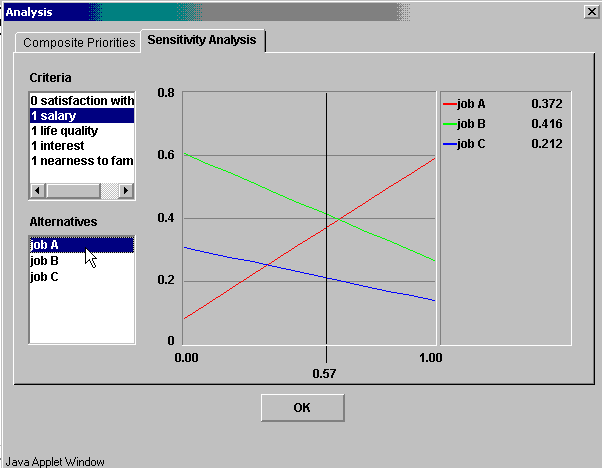 Analysis
Composite Priorities
Sensitivity Analysis
Criteria
0 satisfaction with
1 salary
1 life quality
1 interest
1 nearness to fam
Alternatives
job A
job B
job C
0.8
0.6
0.4
0.2
0
0.00
0.57
1.00
job A 0.372
job B 0.416
job C 0.212
OK
Java Applet Window